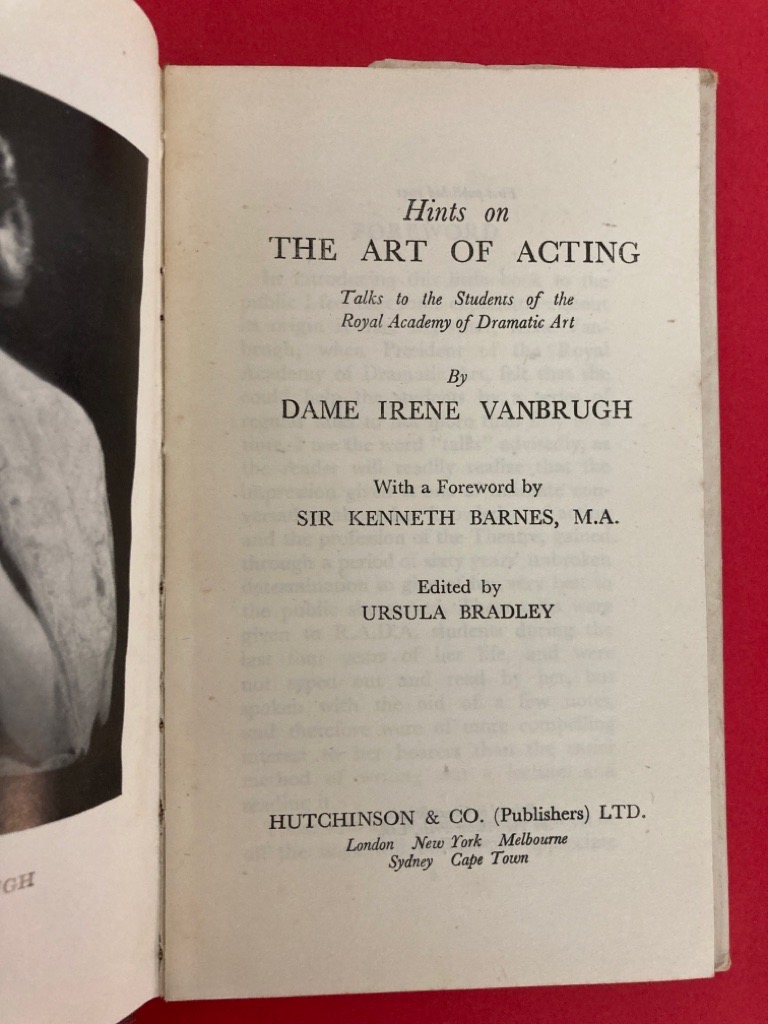 Hints on
THE ART OF ACTING
Talks to the Students of the
Royal Academy of Dramatic Art
By
DAME IRENE VANBRUGH
With a Foreword by
SIR KENNETH BARNES, M.A.
Edited by
URSULA BRADLEY
HUTCHINSON & CO. (Publishers) LTD.
London New York Melbourne
Sydney Cape Town
UGH